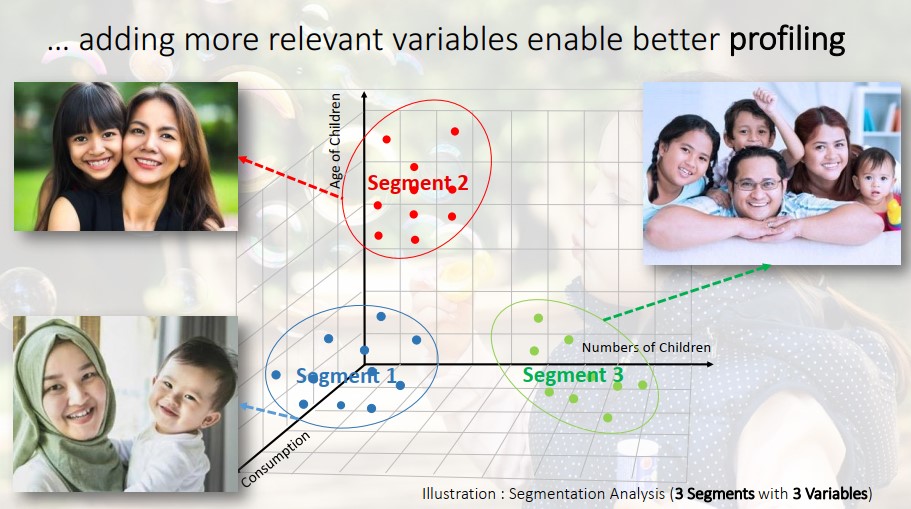 ... adding more relevant variables enable better profiling
Age of Children
Segment 2
Numbers of Children
Segment 1
Segment 3
Consumption
Illustration : Segmentation Analysis (3 Segments with 3 Variables)